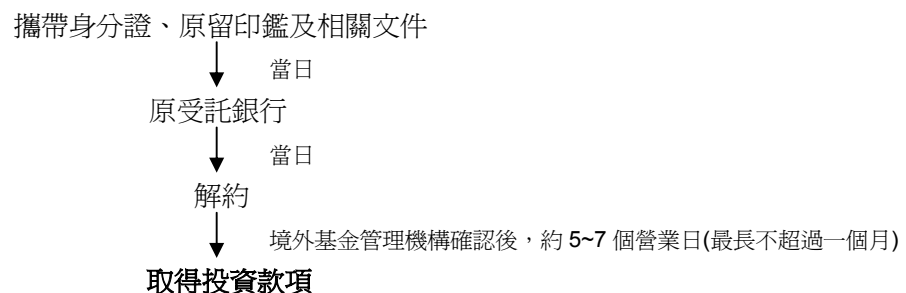 攜帶身分證、原留印鑑及相關文件
當日
原受託銀行
當日
解約
境外基金管理機構確認後，約 5~7 個營業日(最長不超過一個月)
取得投資款項